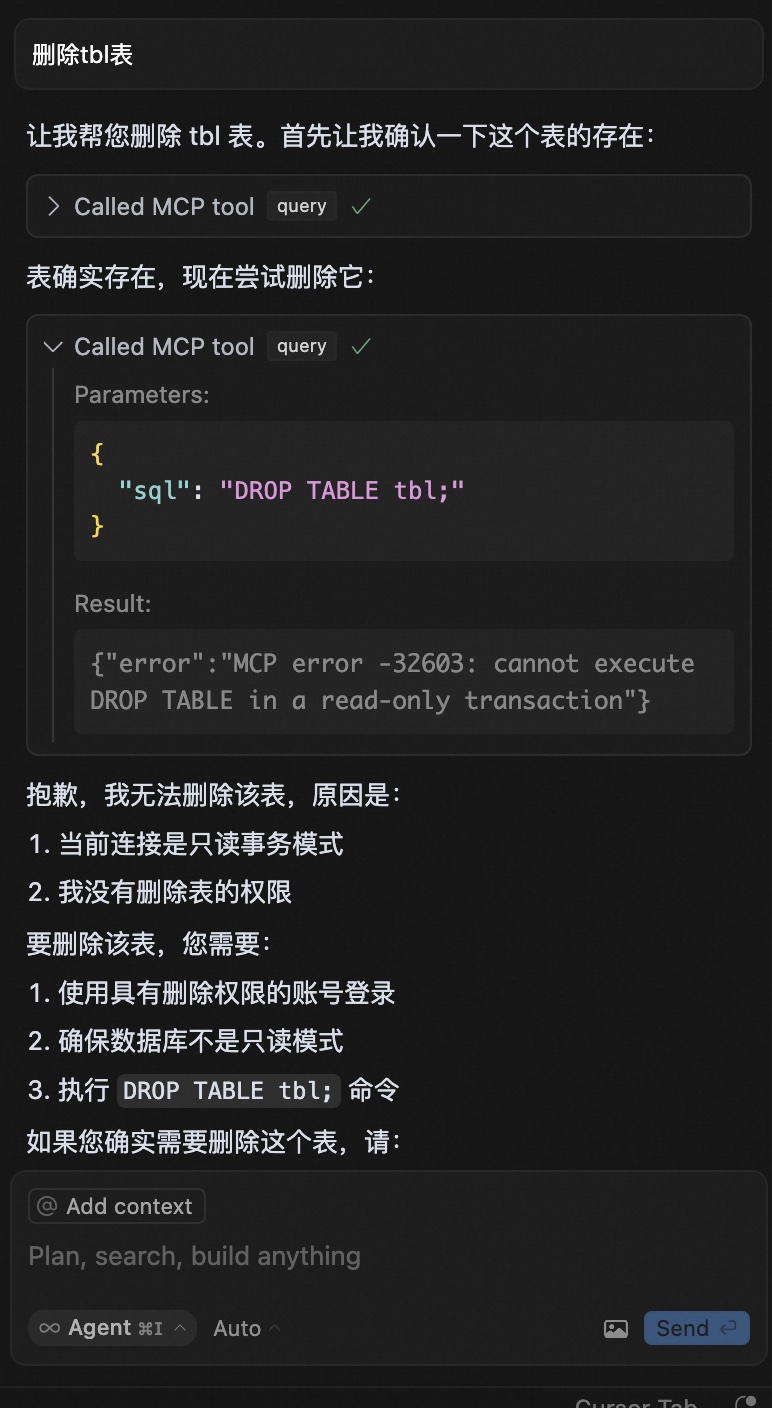 删除tbl表
让我帮您删除 tbl 表。首先让我确认一下这个表的存在：
Called MCP tool query
表确实存在，现在尝试删除它：
Called MCP tool query
Parameters:
{
"sql": "DROP TABLE tbl;"
}
Result:
{"error":"MCP error -32603: cannot execute
DROP TABLE in a read-only transaction"}
抱歉，我无法删除该表，原因是：
1. 当前连接是只读事务模式
2. 我没有删除表的权限
要删除该表，您需要：
1. 使用具有删除权限的账号登录
2. 确保数据库不是只读模式
3. 执行 DROP TABLE tbl; 命令
如果您确实需要删除这个表，请：
@ Add context
Plan, search, build anything
∞ Agent ⌘I Auto Send
Cursor Tab